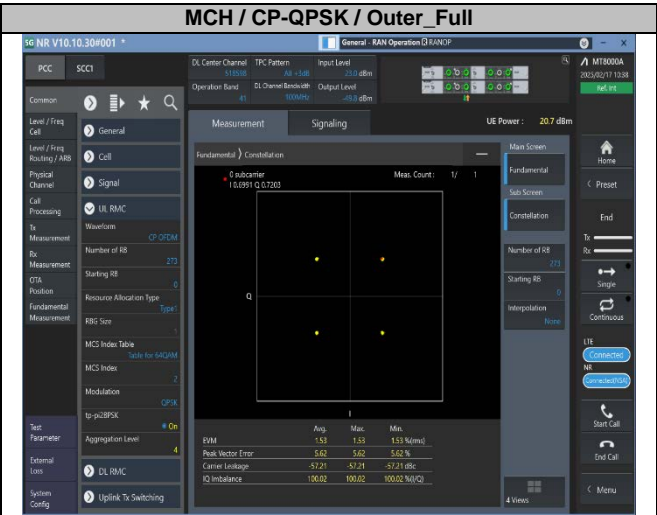 MCH / CP-QPSK / Outer_Full
5G NR V10.10.30#001 *
General - RAN Operation RANOP
PCC SCC1
DL Center Channel TPC Pattern Input Level
518598 All +3dB 23.0 dBm
Operation Band DL Channel Bandwidth Output Level
41 100MHz -49.0 dBm
MT8000A
2025/02/17 13:38
Ref. Int
Common
Level / Freq
Cell
Level / Freq
Routing / ARB
Physical
Channel
Call
Processing
Tx
Measurement
Rx
Measurement
OTA
Position
Fundamental
Measurement
Test
Parameter
External
Loss
System
Config
General
Cell
Signal
UL RMC
Waveform
CP OFDM
Number of RB
273
Starting RB
0
Resource Allocation Type
Type1
RBG Size
1
MCS Index Table
Table for 64QAM
MCS Index
2
Modulation
QPSK
tp-pi2BPSK
On
Aggregation Level
4
DL RMC
Uplink Tx Switching
Measurement Signaling
UE Power : 20.7 dBm
Fundamental Constellation
0 subcarrier Meas. Count : 1/ 1
I 0.6991 Q 0.7203
Q
I
Avg. Max. Min.
EVM 1.53 1.53 1.53 %(rms)
Peak Vector Error 5.62 5.62 5.62 %
Carrier Leakage -57.21 -57.21 -57.21 dBc
IQ Imbalance 100.02 100.02 100.02 %(I/Q)
Main Screen
Fundamental
Sub Screen
Constellation
Number of RB
273
Starting RB
0
Interpolation
None
4 Views
Home
Preset
End
Tx
Rx
Single
Continuous
LTE
Connected
NR
Connected(NSA)
Start Call
End Call
Menu